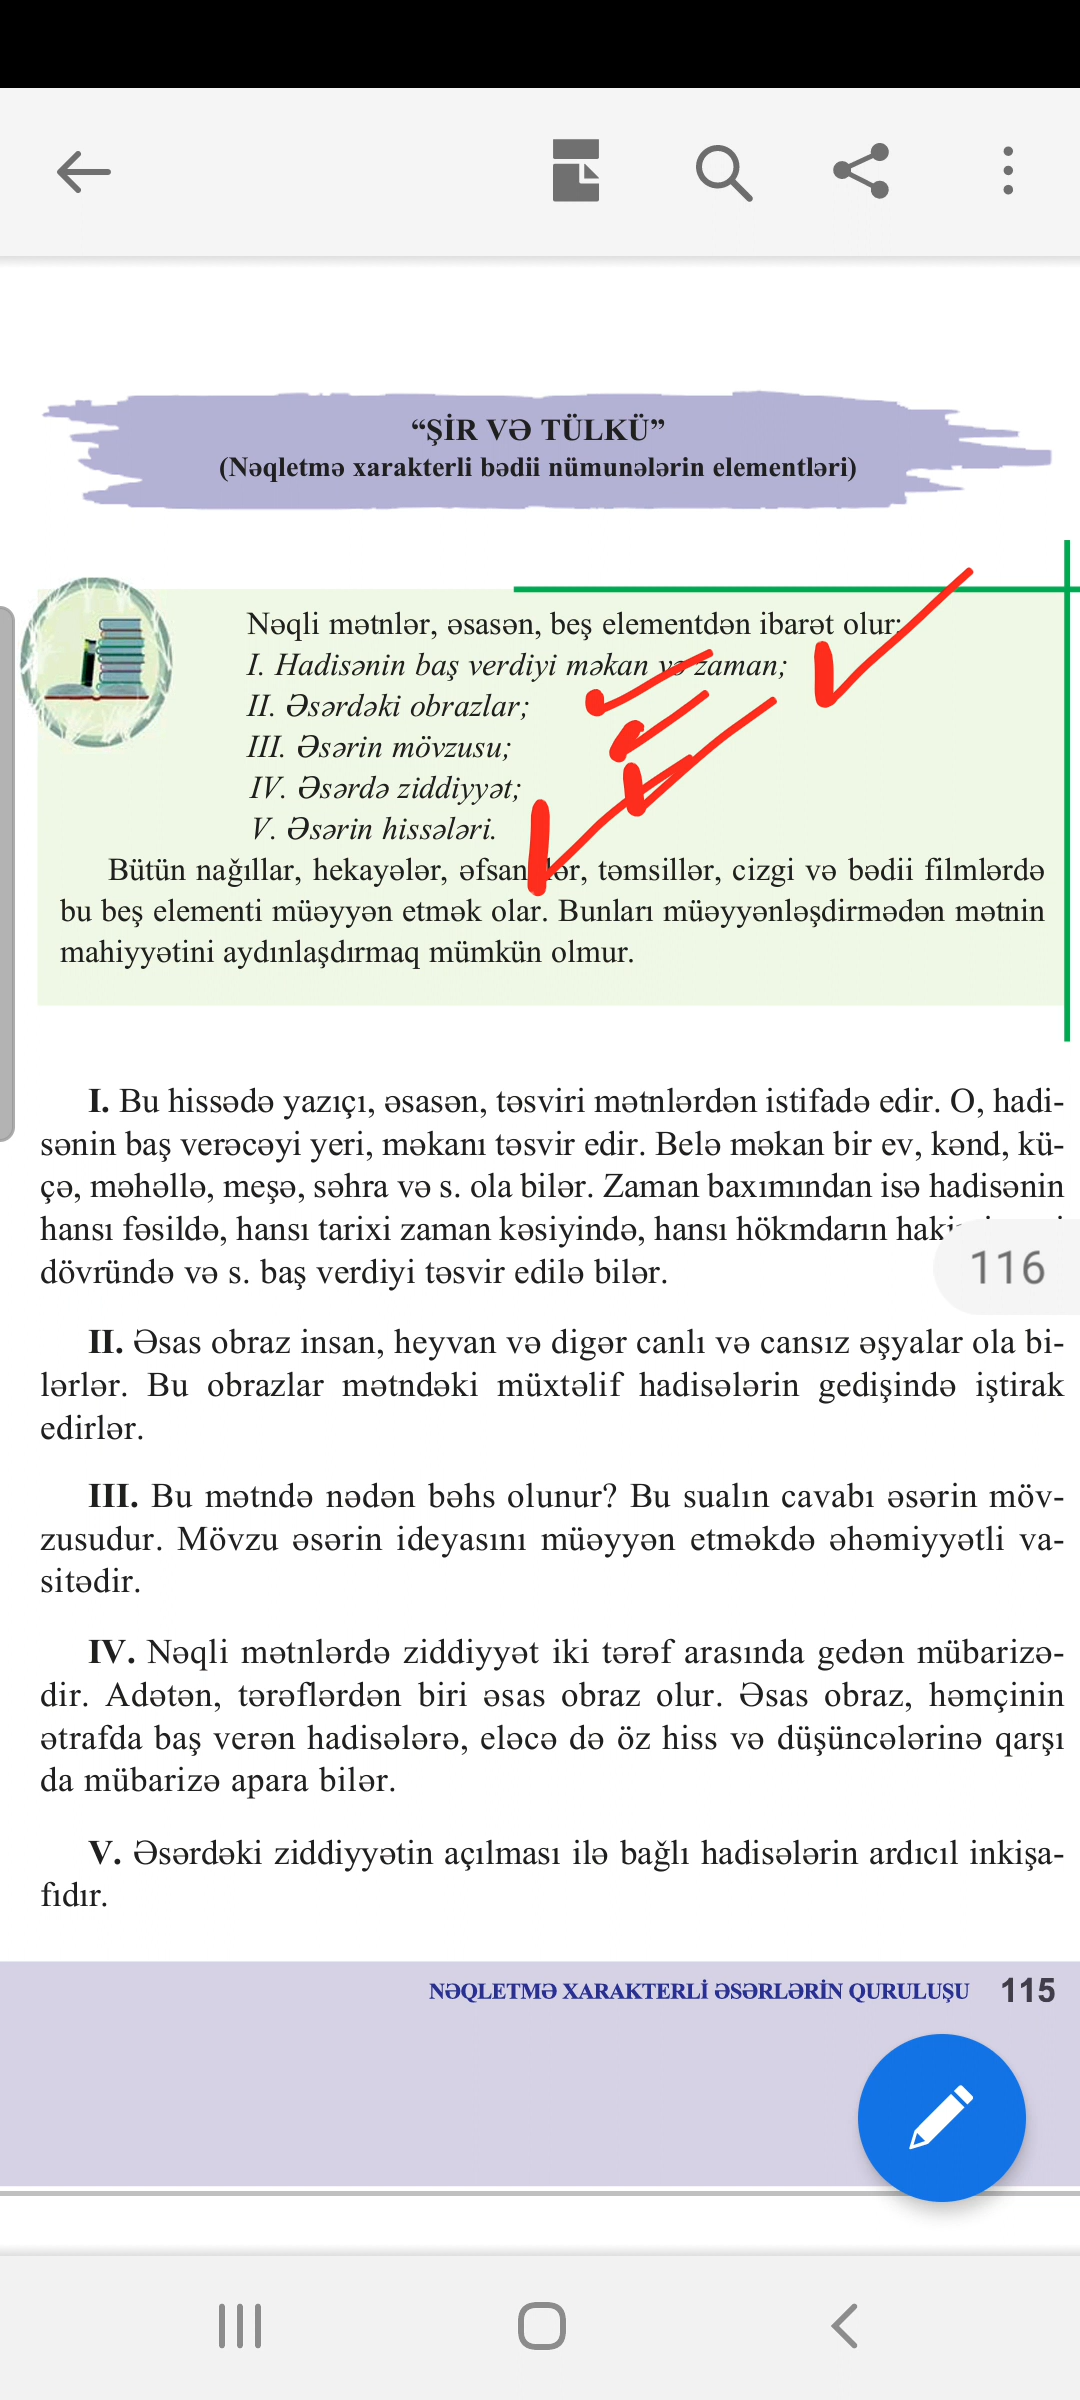 “ŞİR VƏ TÜLKÜ”
(Nəqletmə xarakterli bədii nümunələrin elementləri)
Nəqli mətnlər, əsasən, beş elementdən ibarət olur:
I. Hadisənin baş verdiyi məkan və zaman;
II. Əsərdəki obrazlar;
III. Əsərin mövzusu;
IV. Əsərdə ziddiyyət;
V. Əsərin hissələri.
Bütün nağıllar, hekayələr, təmsillər, cizgi və bədii filmlərdə
bu beş elementi müəyyən etmək olar. Bunları müəyyənləşdirmədən mətnin
mahiyyətini aydınlaşdırmaq mümkün olmur.
I. Bu hissədə yazıçı, əsasən, təsviri mətnlərdən istifadə edir. O, hadi-
sənin baş verəcəyi yeri, məkanı təsvir edir. Belə məkan bir ev, kənd, kü-
çə, məhəllə, meşə, səhra və s. ola bilər. Zaman baxımından isə hadisənin
hansı fəsildə, hansı tarixi zaman kəsiyində, hansı hökmdarın
dövründə və s. baş verdiyi təsvir edilə bilər.
116
II. Əsas obraz insan, heyvan və digər canlı və cansız əşyalar ola bi-
lərlər. Bu obrazlar mətndəki müxtəlif hadisələrin gedişində iştirak
edirlər.
III. Bu mətndə nədən bəhs olunur? Bu sualın cavabı əsərin möv-
zusudur. Mövzu əsərin ideyasını müəyyən etməkdə əhəmiyyətli va-
sitədir.
IV. Nəqli mətnlərdə ziddiyyət iki tərəf arasında gedən mübarizə-
dir. Adətən, tərəflərdən biri əsas obraz olur. Əsas obraz, həmçinin
ətrafda baş verən hadisələrə, eləcə də öz hiss və düşüncələrinə qarşı
da mübarizə apara bilər.
V. Əsərdəki ziddiyyətin açılması ilə bağlı hadisələrin ardıcıl inkişa-
fıdır.
NƏQLETMƏ XARAKTERLİ ƏSƏRLƏRİN QURULUŞU 115